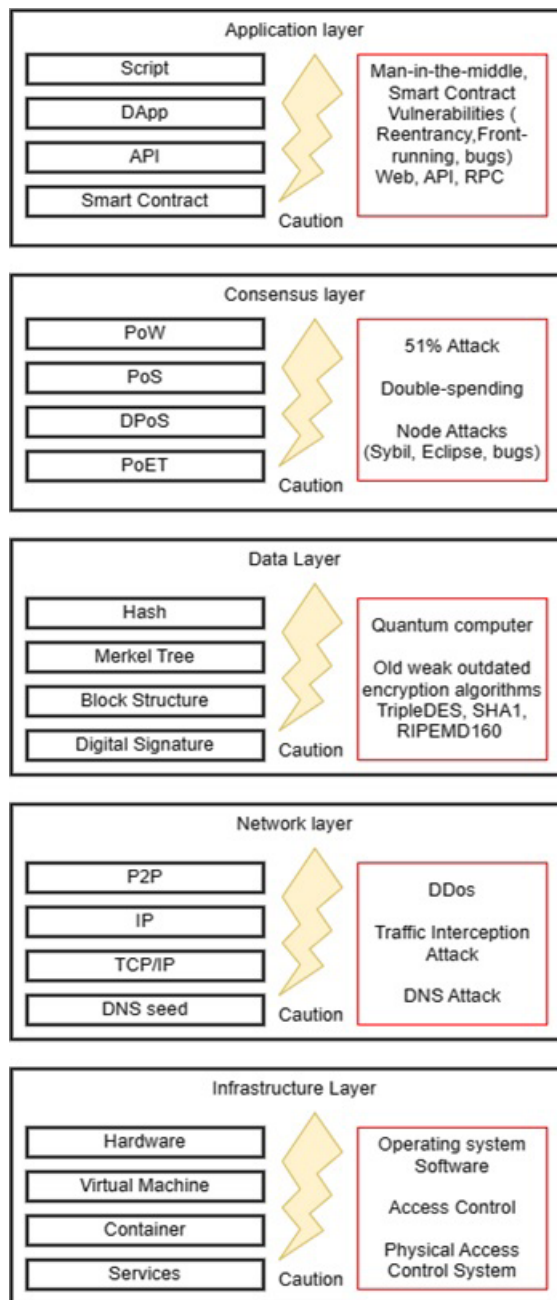 Application layer
Script
DApp
API
Smart Contract
Caution
Man-in-the-middle,
Smart Contract
Vulnerabilities (
Reentrancy,Front-
running, bugs)
Web, API, RPC
Consensus layer
PoW
PoS
DPoS
PoET
Caution
51% Attack
Double-spending
Node Attacks
(Sybil, Eclipse, bugs)
Data Layer
Hash
Merkel Tree
Block Structure
Digital Signature
Caution
Quantum computer
Old weak outdated
encryption algorithms
TripleDES, SHA1,
RIPEMD160
Network layer
P2P
IP
TCP/IP
DNS seed
Caution
DDos
Traffic Interception
Attack
DNS Attack
Infrastructure Layer
Hardware
Virtual Machine
Container
Services
Caution
Operating system
Software
Access Control
Physical Access
Control System